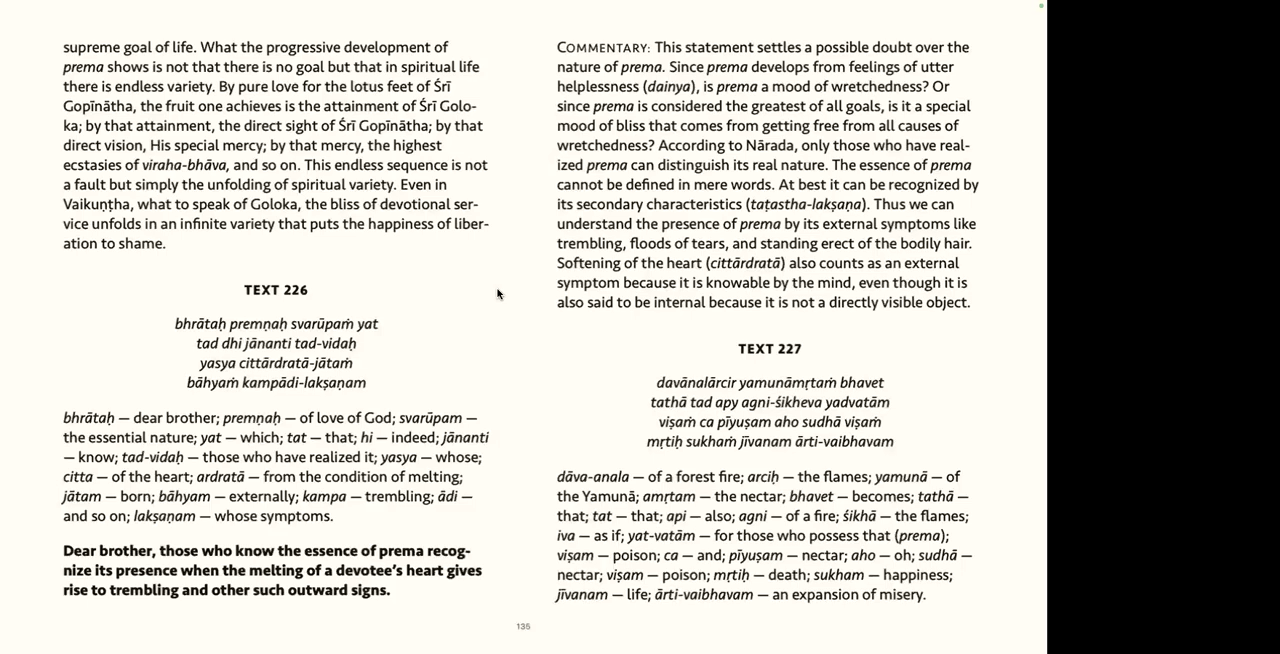 supreme goal of life. What the progressive development of
prema shows is not that there is no goal but that in spiritual life
there is endless variety. By pure love for the lotus feet of Śrī
Gopīnātha, the fruit one achieves is the attainment of Śrī Golo-
ka; by that attainment, the direct sight of Śrī Gopīnātha; by that
direct vision, His special mercy; by that mercy, the highest
ecstasies of viraha-bhāva, and so on. This endless sequence is not
a fault but simply the unfolding of spiritual variety. Even in
Vaikuṇṭha, what to speak of Goloka, the bliss of devotional ser-
vice unfolds in an infinite variety that puts the happiness of liber-
ation to shame.
TEXT 226
bhrātaḥ premṇaḥ svarūpaṁ yat
tad dhi jānanti tad-vidaḥ
yasya cittārdratā-jātaṁ
bāhyaṁ kampādi-lakṣaṇam
bhrātaḥ — dear brother; premṇaḥ — of love of God; svarūpam —
the essential nature; yat — which; tat — that; hi — indeed; jānanti
— know; tad-vidaḥ — those who have realized it; yasya — whose;
citta — of the heart; ardratā — from the condition of melting;
jātam — born; bāhyam — externally; kampa — trembling; ādi —
and so on; lakṣaṇam — whose symptoms.
Dear brother, those who know the essence of prema recog-
nize its presence when the melting of a devotee’s heart gives
rise to trembling and other such outward signs.
COMMENTARY: This statement settles a possible doubt over the
nature of prema. Since prema develops from feelings of utter
helplessness (dainya), is prema a mood of wretchedness? Or
since prema is considered the greatest of all goals, is it a special
mood of bliss that comes from getting free from all causes of
wretchedness? According to Nārada, only those who have real-
ized prema can distinguish its real nature. The essence of prema
cannot be defined in mere words. At best it can be recognized by
its secondary characteristics (taṭastha-lakṣaṇa). Thus we can
understand the presence of prema by its external symptoms like
trembling, floods of tears, and standing erect of the bodily hair.
Softening of the heart (cittārdratā) also counts as an external
symptom because it is knowable by the mind, even though it is
also said to be internal because it is not a directly visible object.
TEXT 227
davānalārcir yamunāmṛtaṁ bhavet
tathā tad apy agni-śikheva yadvatām
viṣaṁ ca pīyuṣam aho sudhā viṣaṁ
mṛtiḥ sukhaṁ jīvanam ārti-vaibhavam
dāva-anala — of a forest fire; arciḥ — the flames; yamunā — of
the Yamunā; amṛtam — the nectar; bhavet — becomes; tathā —
that; tat — that; api — also; agni — of a fire; śikhā — the flames;
iva — as if; yat-vatām — for those who possess that (prema);
viṣam — poison; ca — and; pīyuṣam — nectar; aho — oh; sudhā —
nectar; viṣam — poison; mṛtiḥ — death; sukham — happiness;
jīvanam — life; ārti-vaibhavam — an expansion of misery.
135